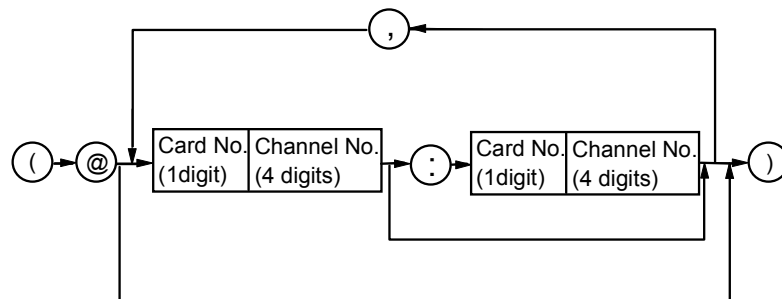 ,
( @ Card No. Channel No. : Card No. Channel No. )
(1digit) (4 digits) (1digit) (4 digits)